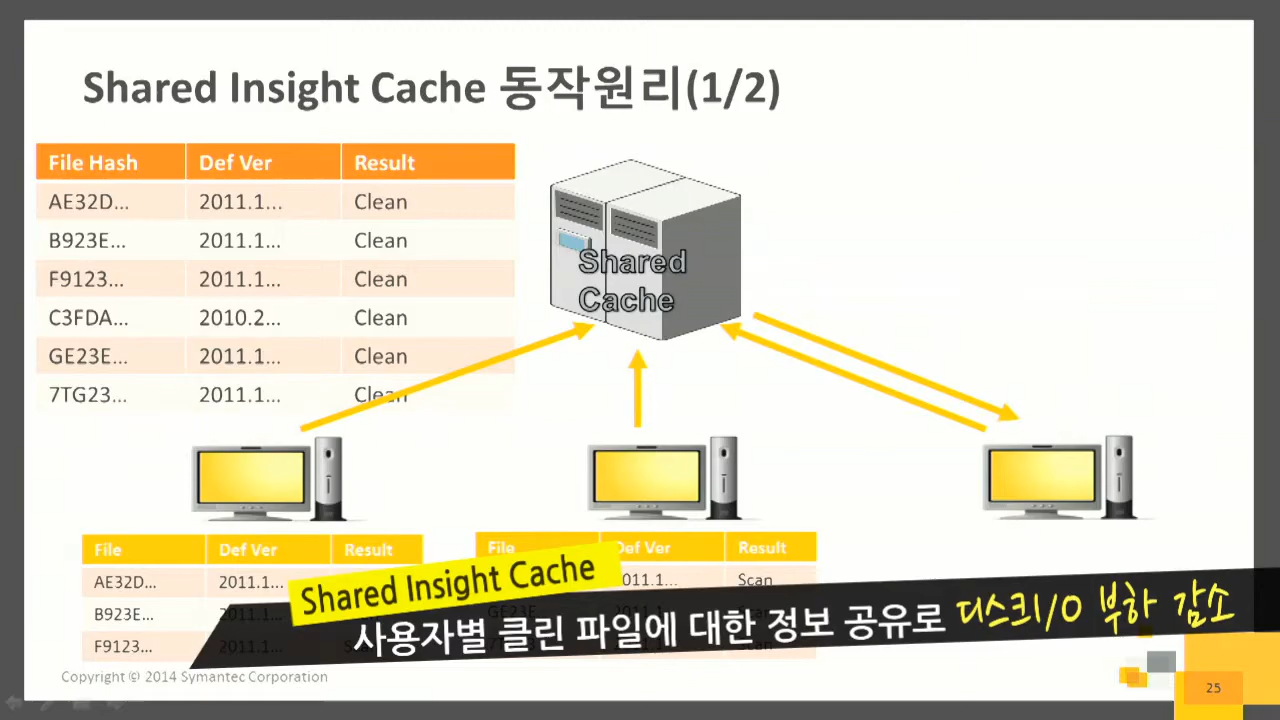 Shared Insight Cache 동작원리(1/2)
File Hash Def Ver Result
AE32D... 2011.1... Clean
B923E... 2011.1... Clean
F9123... 2011.1... Clean
C3FDA... 2010.2... Clean
GE23E... 2011.1... Clean
7TG23... 2011.1... Clean
Shared
Cache
File Def Ver Result
AE32D... 2011.1...
B923E...
F9123...
File Def Ver Result
Scan
Shared Insight Cache
사용자별 클린 파일에 대한 정보 공유로 디스크I/O 부하 감소
Copyright © 2014 Symantec Corporation
25